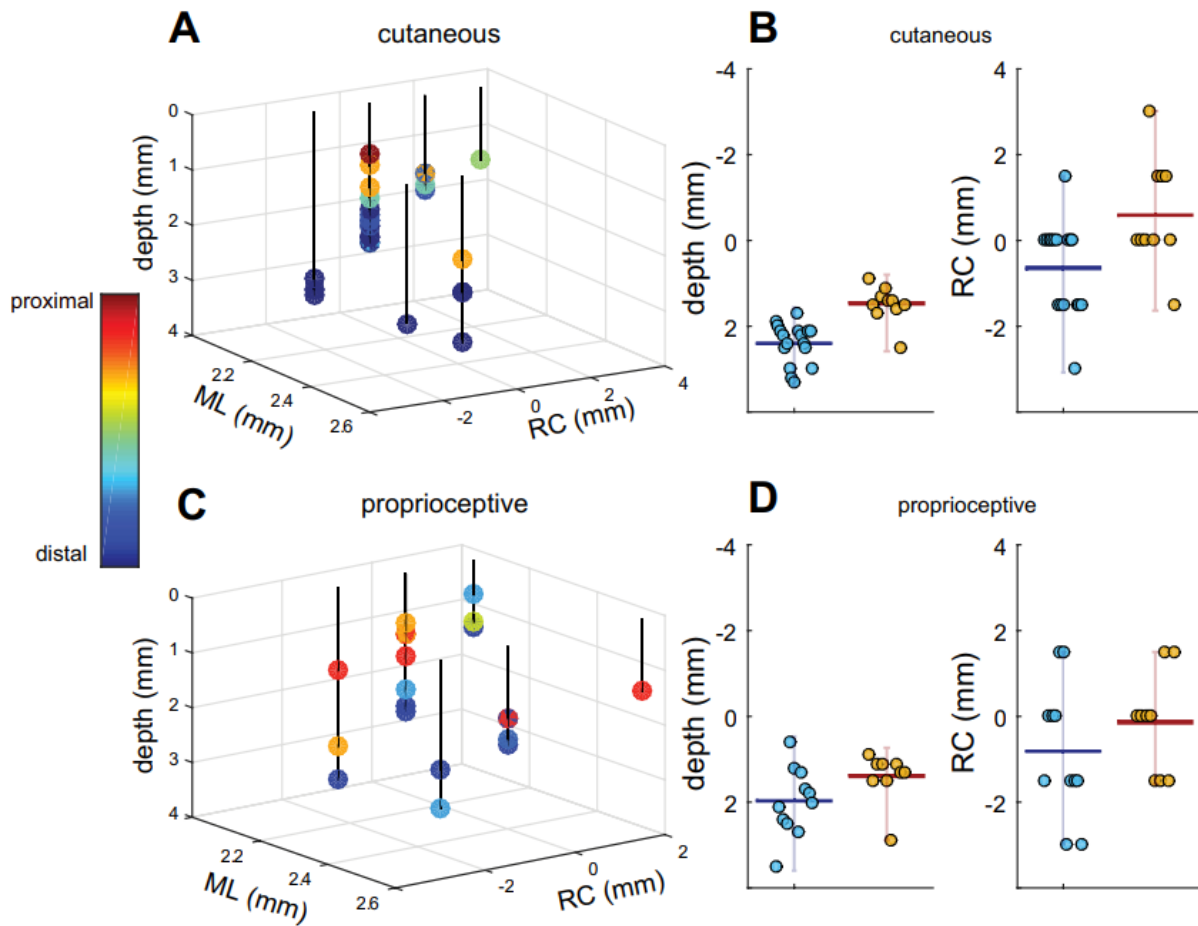 A
cutaneous
0
1
2
3
4
depth (mm)
2.2
2.4
2.6
ML (mm)
-2
0
2
4
RC (mm)
proximal
distal
B
cutaneous
-4
-2
0
2
depth (mm)
4
2
0
-2
RC (mm)
C
proprioceptive
0
1
2
3
4
depth (mm)
2.2
2.4
2.6
ML (mm)
-2
0
2
RC (mm)
D
proprioceptive
-4
-2
0
2
depth (mm)
4
2
0
-2
RC (mm)